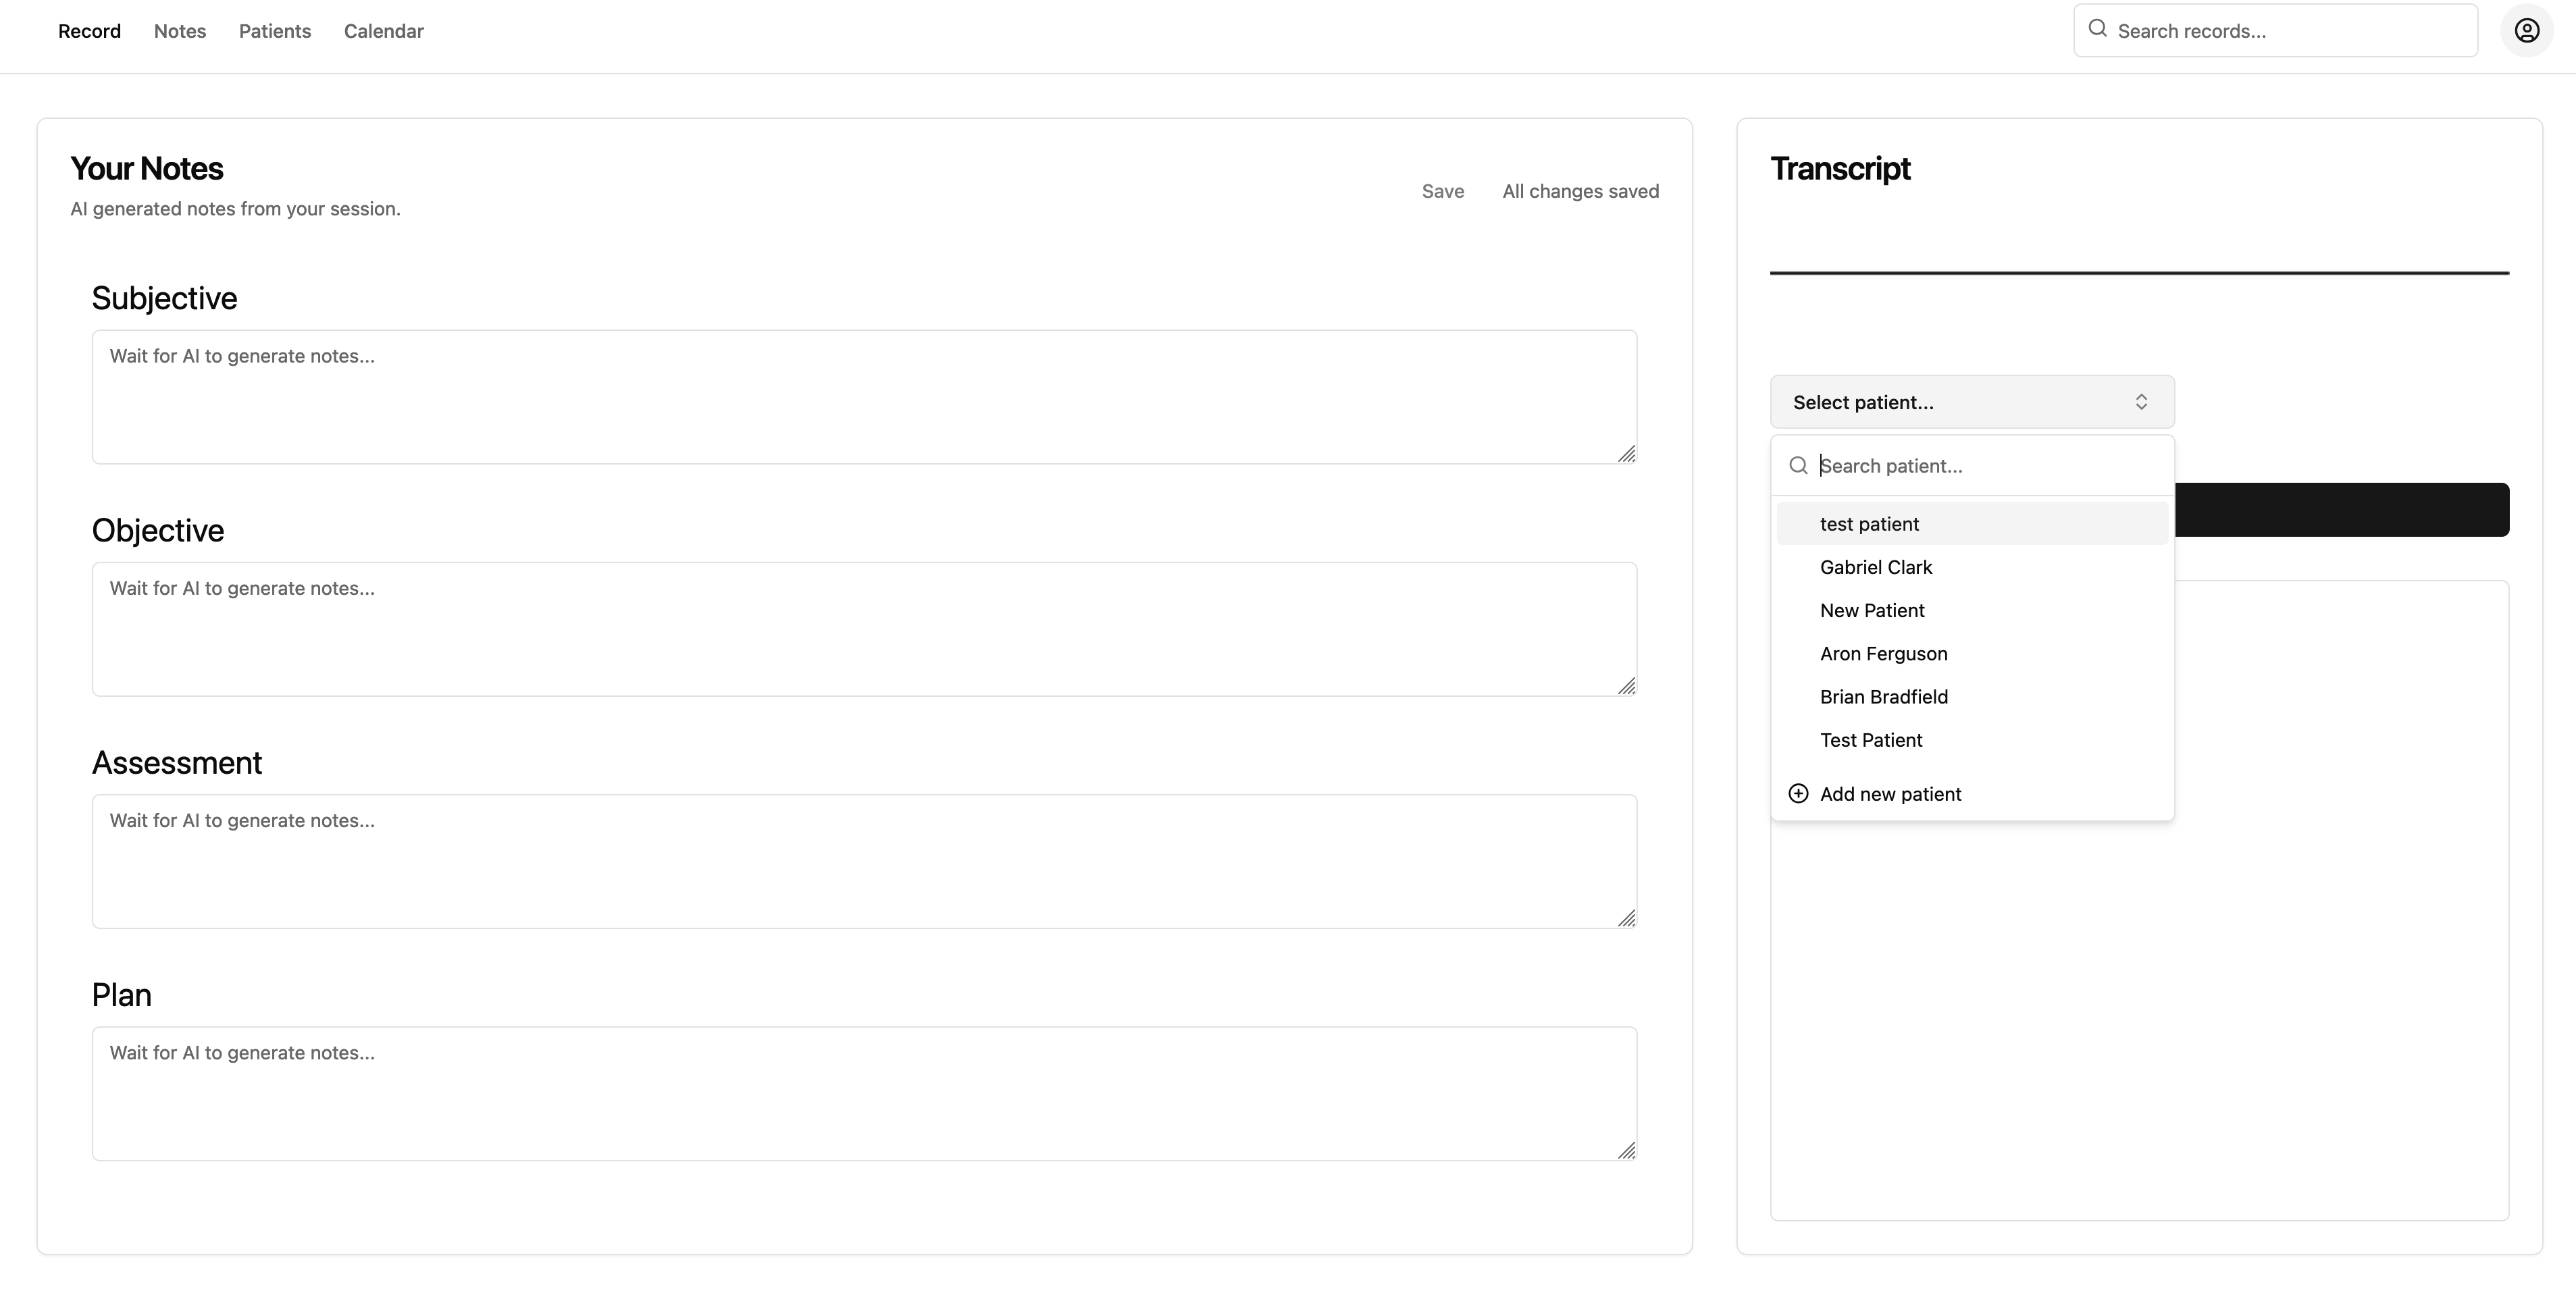 Record Notes Patients Calendar Search records...
Your Notes
AI generated notes from your session.
Save All changes saved
Subjective
Wait for AI to generate notes...
Objective
Wait for AI to generate notes...
Assessment
Wait for AI to generate notes...
Plan
Wait for AI to generate notes...
Transcript
Select patient...
Search patient...
test patient
Gabriel Clark
New Patient
Aron Ferguson
Brian Bradfield
Test Patient
Add new patient